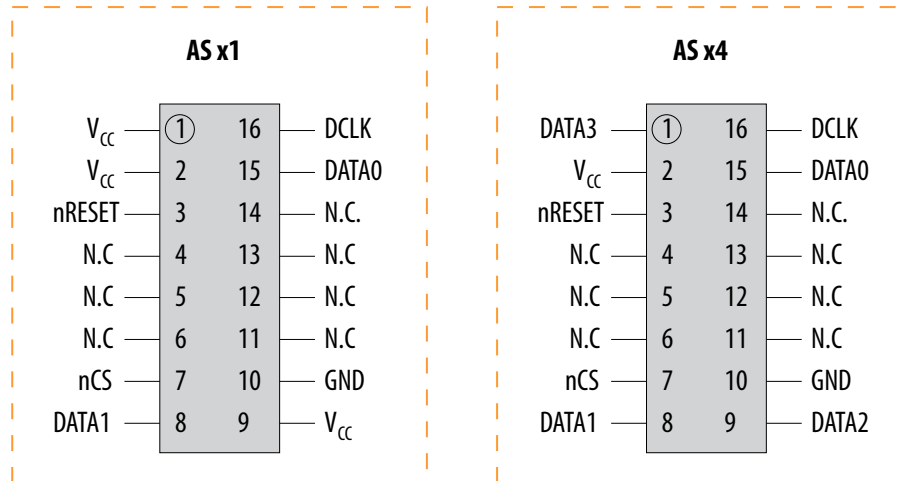 AS x1
V_CC 1 16 DCLK
V_CC 2 15 DATA0
nRESET 3 14 N.C.
N.C 4 13 N.C
N.C 5 12 N.C
N.C 6 11 N.C
nCS 7 10 GND
DATA1 8 9 V_CC
AS x4
DATA3 1 16 DCLK
V_CC 2 15 DATA0
nRESET 3 14 N.C.
N.C 4 13 N.C
N.C 5 12 N.C
N.C 6 11 N.C
nCS 7 10 GND
DATA1 8 9 DATA2